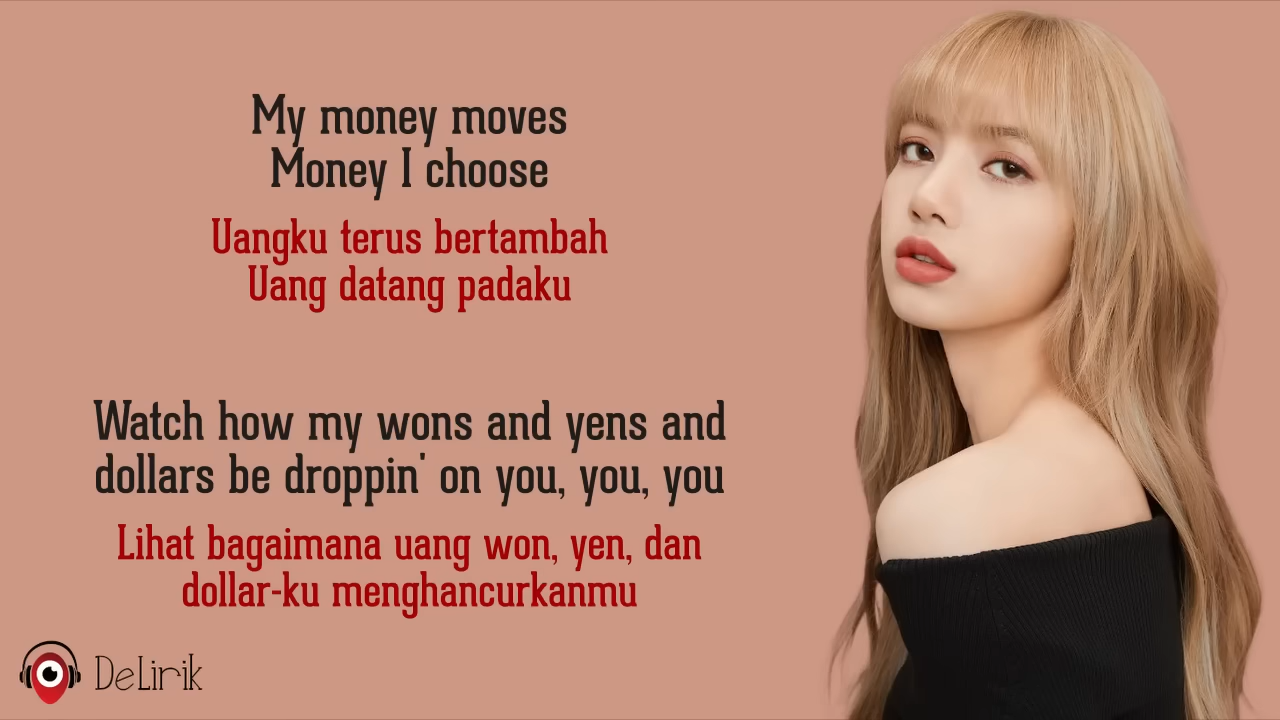 My money moves
Money I choose
Uangku terus bertambah
Uang datang padaku
Watch how my wons and yens and
dollars be droppin' on you, you, you
Lihat bagaimana uang won, yen, dan
dollar-ku menghancurkanmu
DeLirik